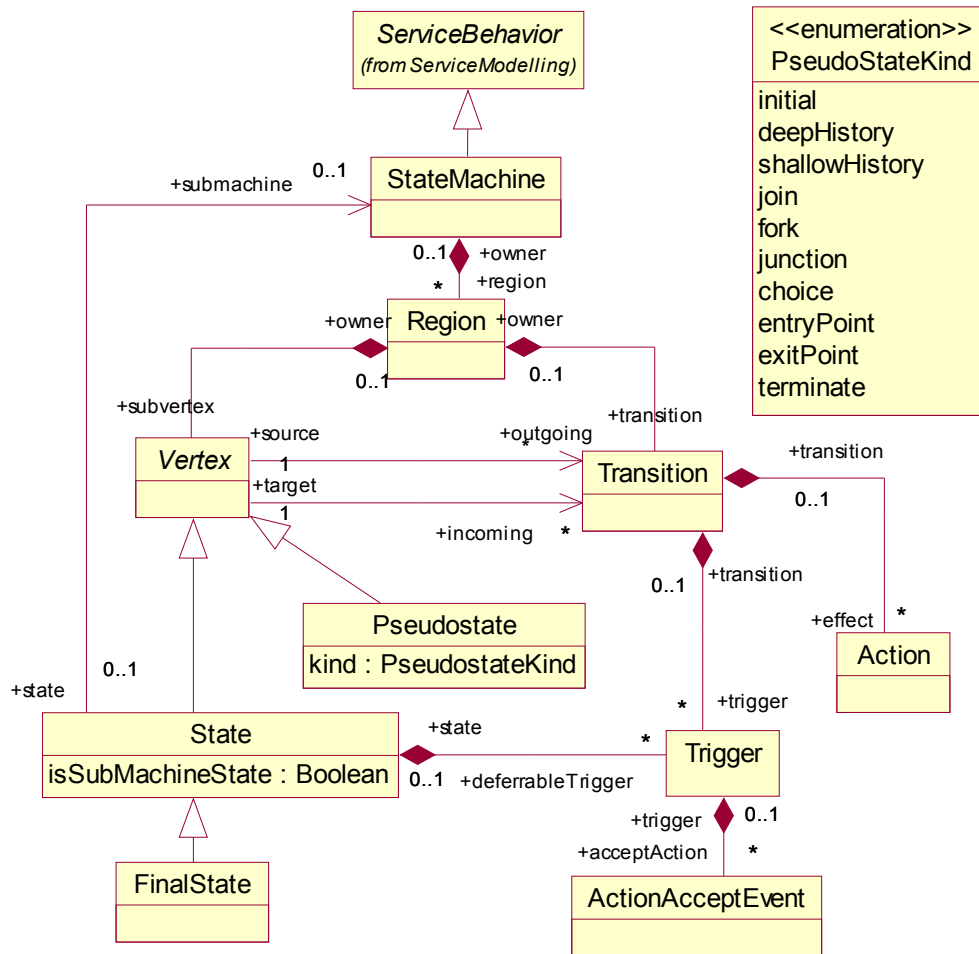 ServiceBehavior
(from ServiceModelling)
<<enumeration>>
PseudoStateKind
initial
deepHistory
shallowHistory
join
fork
junction
choice
entryPoint
exitPoint
terminate
0..1
+submachine
StateMachine
0..1
+owner
+region
*
+owner
Region
+owner
0..1
0..1
+subvertex
+transition
+source
1
+outgoing
*
Vertex
+target
1
+incoming
*
Transition
+transition
0..1
0..1
+transition
Pseudostate
kind : PseudostateKind
+effect
*
Action
0..1
+state
State
isSubMachineState : Boolean
+state
0..1
+deferrableTrigger
*
*
+trigger
Trigger
+trigger
0..1
+acceptAction
*
FinalState
ActionAcceptEvent